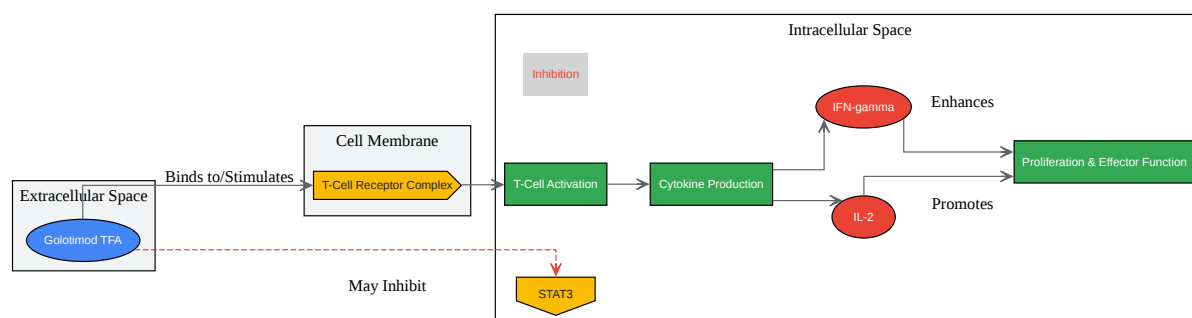 Intracellular Space
Inhibition
IFN-gamma
Enhances
Cell Membrane
Proliferation & Effector Function
Binds to/Stimulates
T-Cell Receptor Complex
T-Cell Activation
Cytokine Production
Extracellular Space
Promotes
IL-2
Golotimod TFA
May Inhibit
STAT3